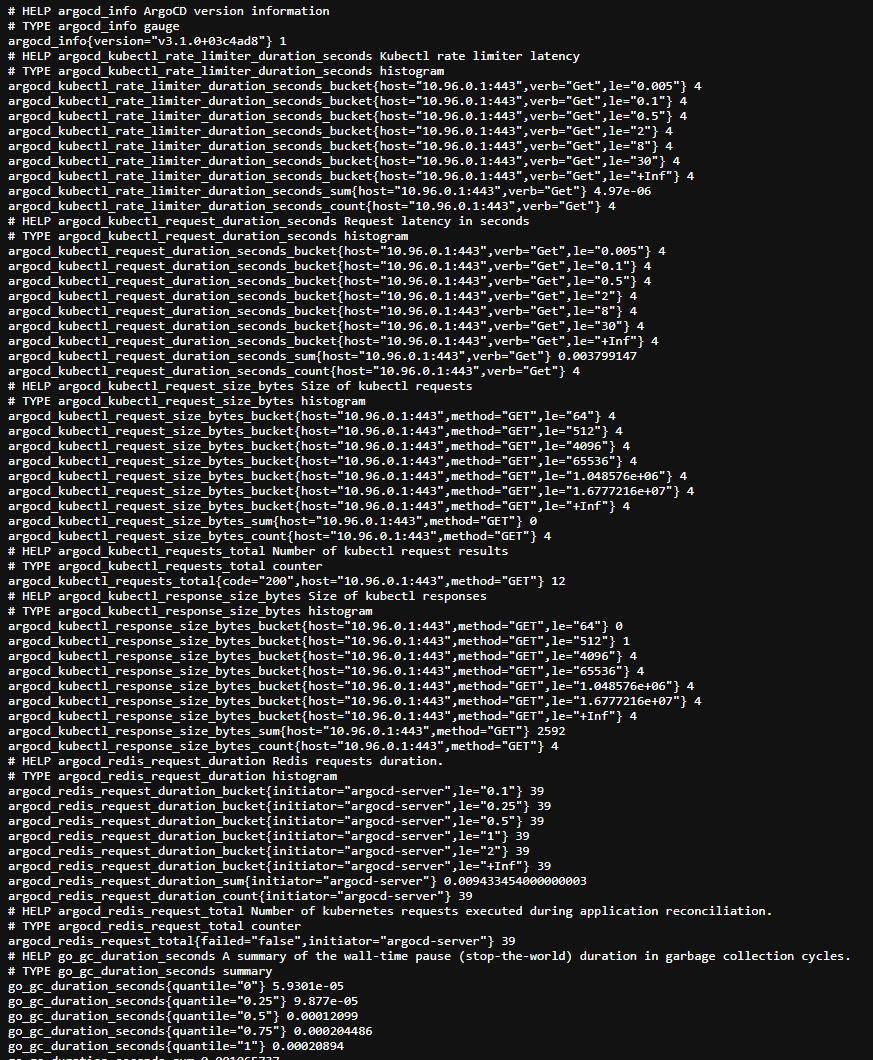 # HELP argocd_info ArgoCD version information
# TYPE argocd_info gauge
argocd_info{version="v3.1.0+03c4ad8"} 1
# HELP argocd_kubectl_rate_limiter_duration_seconds Kubectl rate limiter latency
# TYPE argocd_kubectl_rate_limiter_duration_seconds histogram
argocd_kubectl_rate_limiter_duration_seconds_bucket{host="10.96.0.1:443",verb="Get",le="0.005"} 4
argocd_kubectl_rate_limiter_duration_seconds_bucket{host="10.96.0.1:443",verb="Get",le="0.1"} 4
argocd_kubectl_rate_limiter_duration_seconds_bucket{host="10.96.0.1:443",verb="Get",le="0.5"} 4
argocd_kubectl_rate_limiter_duration_seconds_bucket{host="10.96.0.1:443",verb="Get",le="2"} 4
argocd_kubectl_rate_limiter_duration_seconds_bucket{host="10.96.0.1:443",verb="Get",le="8"} 4
argocd_kubectl_rate_limiter_duration_seconds_bucket{host="10.96.0.1:443",verb="Get",le="30"} 4
argocd_kubectl_rate_limiter_duration_seconds_bucket{host="10.96.0.1:443",verb="Get",le="+Inf"} 4
argocd_kubectl_rate_limiter_duration_seconds_sum{host="10.96.0.1:443",verb="Get"} 4.97e-06
argocd_kubectl_rate_limiter_duration_seconds_count{host="10.96.0.1:443",verb="Get"} 4
# HELP argocd_kubectl_request_duration_seconds Request latency in seconds
# TYPE argocd_kubectl_request_duration_seconds histogram
argocd_kubectl_request_duration_seconds_bucket{host="10.96.0.1:443",verb="Get",le="0.005"} 4
argocd_kubectl_request_duration_seconds_bucket{host="10.96.0.1:443",verb="Get",le="0.1"} 4
argocd_kubectl_request_duration_seconds_bucket{host="10.96.0.1:443",verb="Get",le="0.5"} 4
argocd_kubectl_request_duration_seconds_bucket{host="10.96.0.1:443",verb="Get",le="2"} 4
argocd_kubectl_request_duration_seconds_bucket{host="10.96.0.1:443",verb="Get",le="8"} 4
argocd_kubectl_request_duration_seconds_bucket{host="10.96.0.1:443",verb="Get",le="30"} 4
argocd_kubectl_request_duration_seconds_bucket{host="10.96.0.1:443",verb="Get",le="+Inf"} 4
argocd_kubectl_request_duration_seconds_sum{host="10.96.0.1:443",verb="Get"} 0.003799147
argocd_kubectl_request_duration_seconds_count{host="10.96.0.1:443",verb="Get"} 4
# HELP argocd_kubectl_request_size_bytes Size of kubectl requests
# TYPE argocd_kubectl_request_size_bytes histogram
argocd_kubectl_request_size_bytes_bucket{host="10.96.0.1:443",method="GET",le="64"} 4
argocd_kubectl_request_size_bytes_bucket{host="10.96.0.1:443",method="GET",le="512"} 4
argocd_kubectl_request_size_bytes_bucket{host="10.96.0.1:443",method="GET",le="4096"} 4
argocd_kubectl_request_size_bytes_bucket{host="10.96.0.1:443",method="GET",le="65536"} 4
argocd_kubectl_request_size_bytes_bucket{host="10.96.0.1:443",method="GET",le="1.048576e+06"} 4
argocd_kubectl_request_size_bytes_bucket{host="10.96.0.1:443",method="GET",le="1.6777216e+07"} 4
argocd_kubectl_request_size_bytes_bucket{host="10.96.0.1:443",method="GET",le="+Inf"} 4
argocd_kubectl_request_size_bytes_sum{host="10.96.0.1:443",method="GET"} 0
argocd_kubectl_request_size_bytes_count{host="10.96.0.1:443",method="GET"} 4
# HELP argocd_kubectl_requests_total Number of kubectl request results
# TYPE argocd_kubectl_requests_total counter
argocd_kubectl_requests_total{code="200",host="10.96.0.1:443",method="GET"} 12
# HELP argocd_kubectl_response_size_bytes Size of kubectl responses
# TYPE argocd_kubectl_response_size_bytes histogram
argocd_kubectl_response_size_bytes_bucket{host="10.96.0.1:443",method="GET",le="64"} 0
argocd_kubectl_response_size_bytes_bucket{host="10.96.0.1:443",method="GET",le="512"} 1
argocd_kubectl_response_size_bytes_bucket{host="10.96.0.1:443",method="GET",le="4096"} 4
argocd_kubectl_response_size_bytes_bucket{host="10.96.0.1:443",method="GET",le="65536"} 4
argocd_kubectl_response_size_bytes_bucket{host="10.96.0.1:443",method="GET",le="1.048576e+06"} 4
argocd_kubectl_response_size_bytes_bucket{host="10.96.0.1:443",method="GET",le="1.6777216e+07"} 4
argocd_kubectl_response_size_bytes_bucket{host="10.96.0.1:443",method="GET",le="+Inf"} 4
argocd_kubectl_response_size_bytes_sum{host="10.96.0.1:443",method="GET"} 2592
argocd_kubectl_response_size_bytes_count{host="10.96.0.1:443",method="GET"} 4
# HELP argocd_redis_request_duration Redis requests duration.
# TYPE argocd_redis_request_duration histogram
argocd_redis_request_duration_bucket{initiator="argocd-server",le="0.1"} 39
argocd_redis_request_duration_bucket{initiator="argocd-server",le="0.25"} 39
argocd_redis_request_duration_bucket{initiator="argocd-server",le="0.5"} 39
argocd_redis_request_duration_bucket{initiator="argocd-server",le="1"} 39
argocd_redis_request_duration_bucket{initiator="argocd-server",le="2"} 39
argocd_redis_request_duration_bucket{initiator="argocd-server",le="+Inf"} 39
argocd_redis_request_duration_sum{initiator="argocd-server"} 0.009433454000000003
argocd_redis_request_duration_count{initiator="argocd-server"} 39
# HELP argocd_redis_request_total Number of kubernetes requests executed during application reconciliation.
# TYPE argocd_redis_request_total counter
argocd_redis_request_total{failed="false",initiator="argocd-server"} 39
# HELP go_gc_duration_seconds A summary of the wall-time pause (stop-the-world) duration in garbage collection cycles.
# TYPE go_gc_duration_seconds summary
go_gc_duration_seconds{quantile="0"} 5.9301e-05
go_gc_duration_seconds{quantile="0.25"} 9.877e-05
go_gc_duration_seconds{quantile="0.5"} 0.00012099
go_gc_duration_seconds{quantile="0.75"} 0.000204486
go_gc_duration_seconds{quantile="1"} 0.00020894